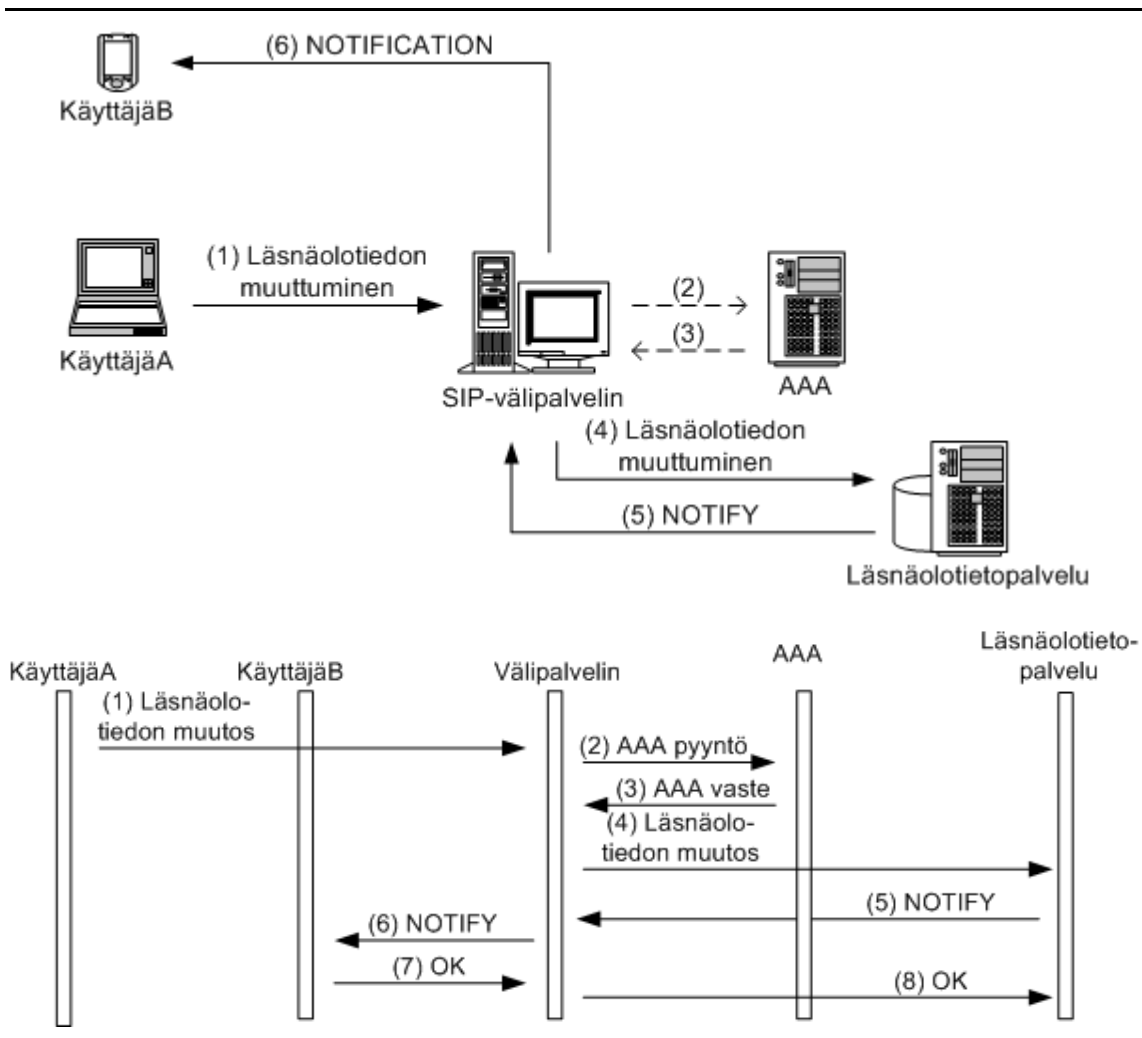 (6) NOTIFICATION
KäyttäjäB
(1) Läsnäolotiedon
muuttuminen
KäyttäjäA
SIP-välipalvelin
(2)
(3)
AAA
(4) Läsnäolotiedon
muuttuminen
(5) NOTIFY
Läsnäolotietopalvelu
KäyttäjäA
KäyttäjäB
Välipalvelin
AAA
Läsnäolotieto-
palvelu
(1) Läsnäolo-
tiedon muutos
(2) AAA pyyntö
(3) AAA vaste
(4) Läsnäolo-
tiedon muutos
(5) NOTIFY
(6) NOTIFY
(7) OK
(8) OK